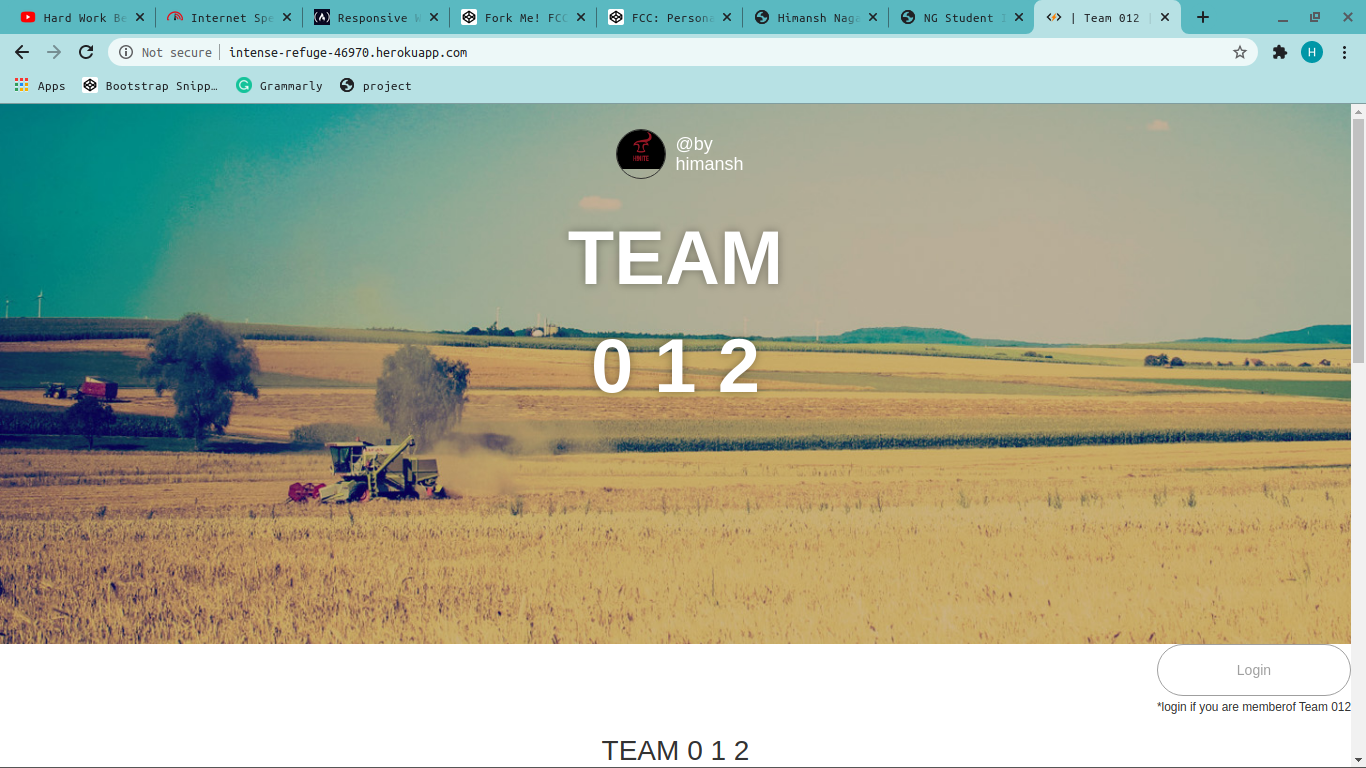 Hard Work Be
Internet Spe
Responsive W
Fork Me! FCC
FCC: Persona
Himansh Naga
NG Student I
| Team 012 |
Not secure
intense-refuge-46970.herokuapp.com
H
Apps
Bootstrap Snipp…
Grammarly
project
@by
himansh
TEAM
0 1 2
Login
*login if you are memberof Team 012
TEAM 0 1 2